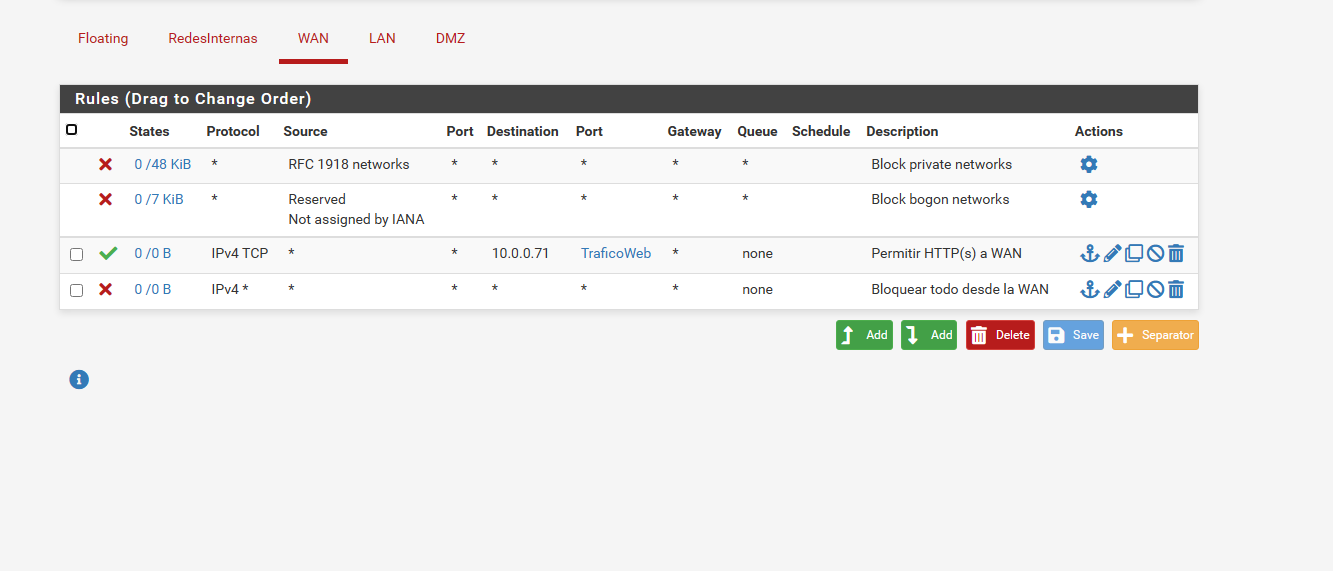 Floating RedesInternas WAN LAN DMZ
Rules (Drag to Change Order)
States Protocol Source Port Destination Port Gateway Queue Schedule Description Actions
0 /48 KiB * RFC 1918 networks * * * * * Block private networks
0 /7 KiB * Reserved * * * * * Block bogon networks
Not assigned by IANA
0 /0 B IPv4 TCP * * 10.0.0.71 TraficoWeb * none Permitir HTTP(s) a WAN
0 /0 B IPv4 * * * * * * none Bloquear todo desde la WAN
Add Add Delete Save Separator